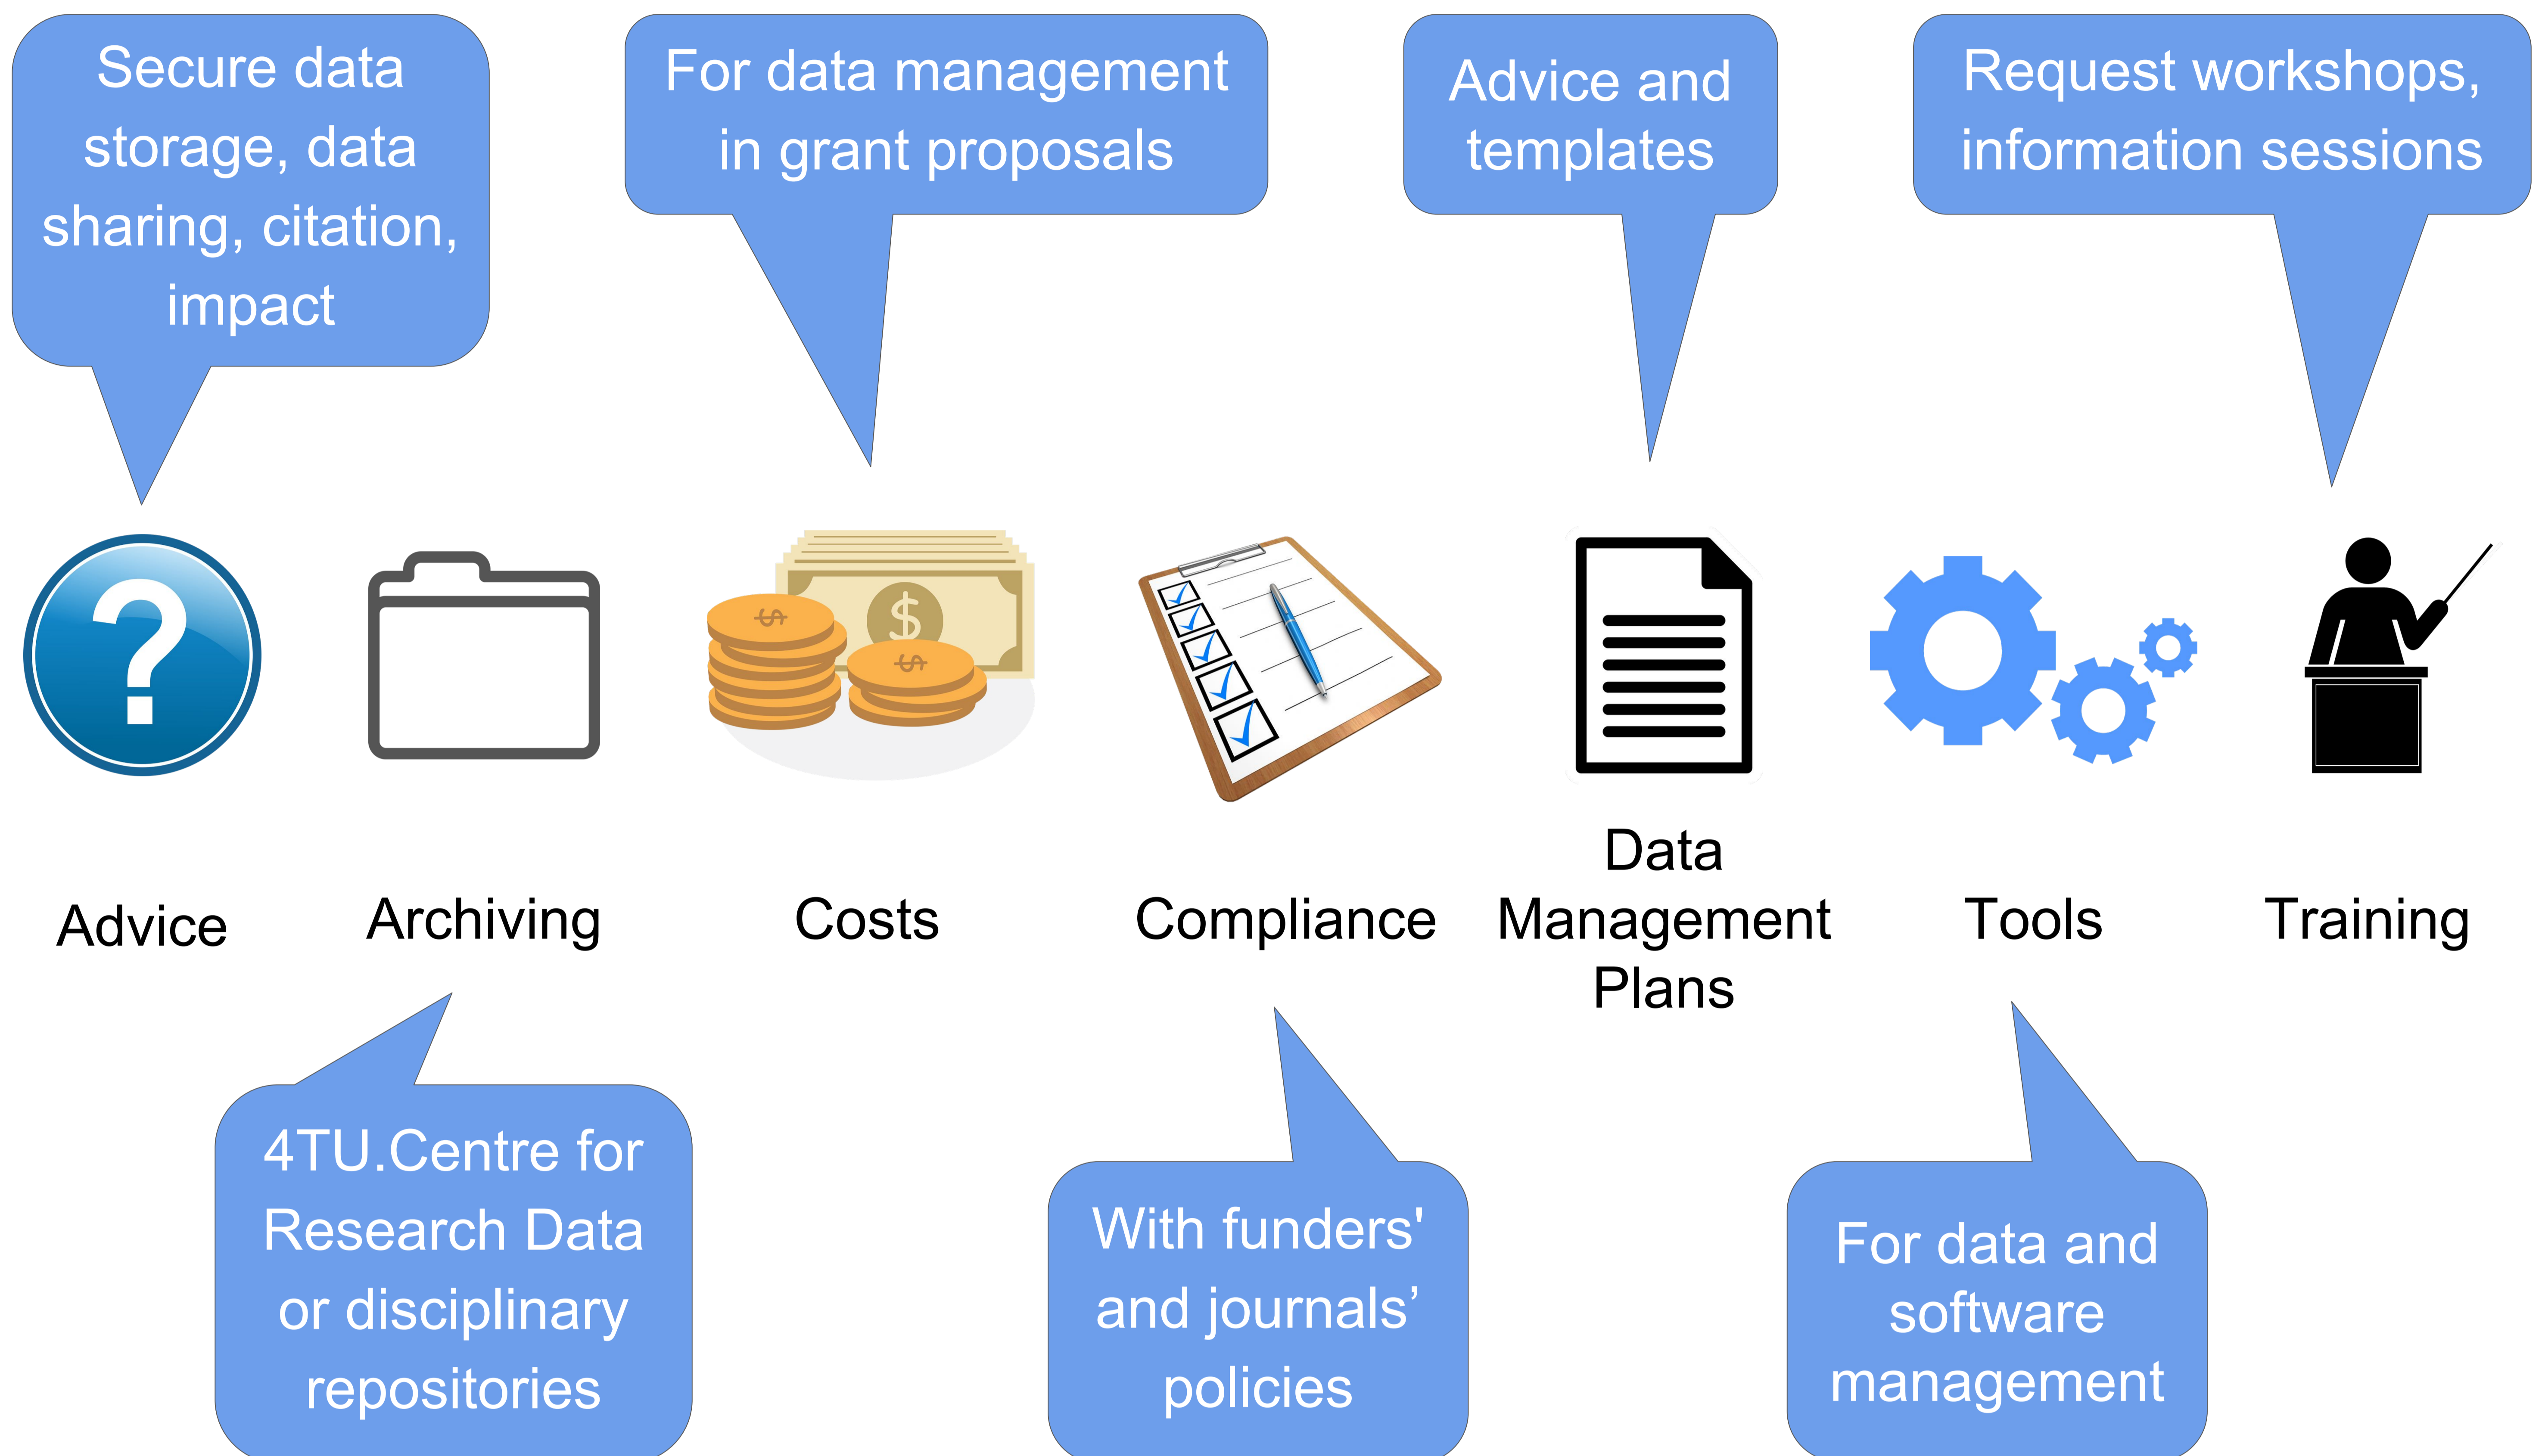 Secure data
storage, data
sharing, citation,
impact
For data management
in grant proposals
Advice and
templates
Request workshops,
information sessions
?
$
$
$
Advice
Archiving
Costs
Compliance
Data
Management
Plans
Tools
Training
4TU.Centre for
Research Data
or disciplinary
repositories
With funders'
and journals’
policies
For data and
software
management